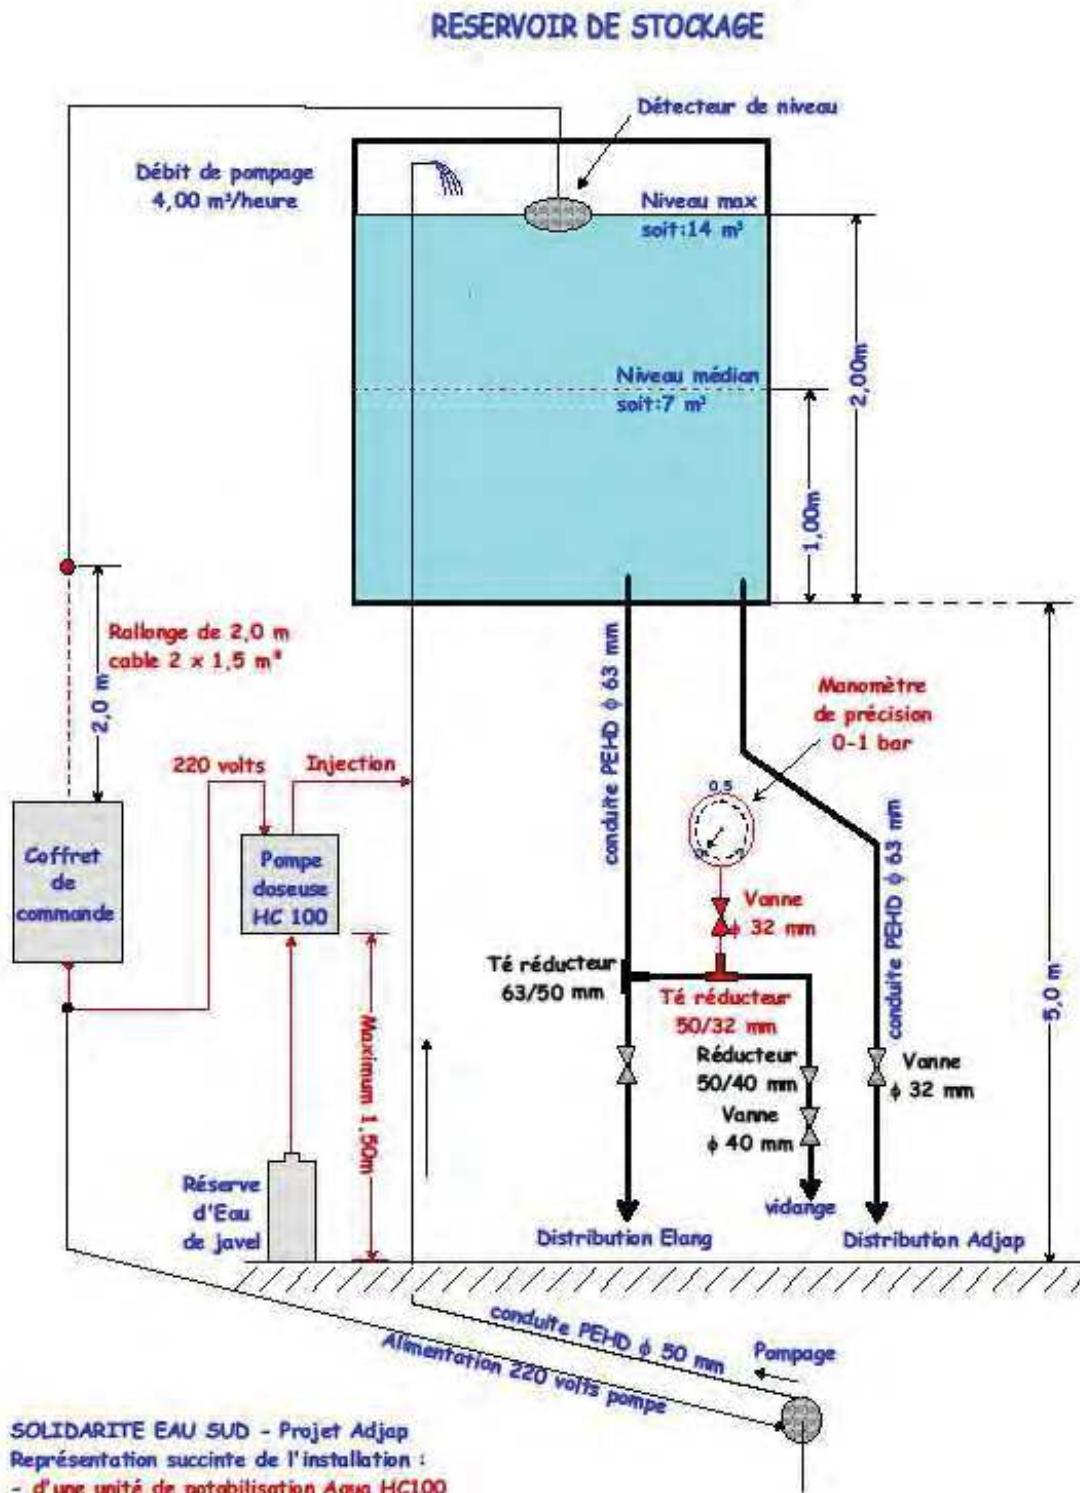 RESERVOIR DE STOCKAGE
Détecteur de niveau
Débit de pompage
4,00 m³/heure
Niveau max
soit:14 m³
Niveau médian
soit:7 m³
2,00m
1,00m
Rallonge de 2,0 m
cable 2 x 1,5 m²
2,0 m
conduite PEHD ϕ 63 mm
Manomètre
de précision
0-1 bar
220 volts
Injection
0,5
Coffret
de
commande
Pompe
doseuse
HC 100
Vanne
ϕ 32 mm
conduite PEHD ϕ 63 mm
Té réducteur
63/50 mm
Té réducteur
50/32 mm
5,0 m
Maximum 1,50m
Réducteur
50/40 mm
Vanne
ϕ 32 mm
Vanne
ϕ 40 mm
Réserve
d'Eau
de javel
vidange
Distribution Elang
Distribution Adjap
conduite PEHD ϕ 50 mm
Pompage
Alimentation 220 volts pompe
SOLIDARITE EAU SUD - Projet Adjap
Représentation succinte de l'installation :
- d'une unité de potabilisation Aqua HC100